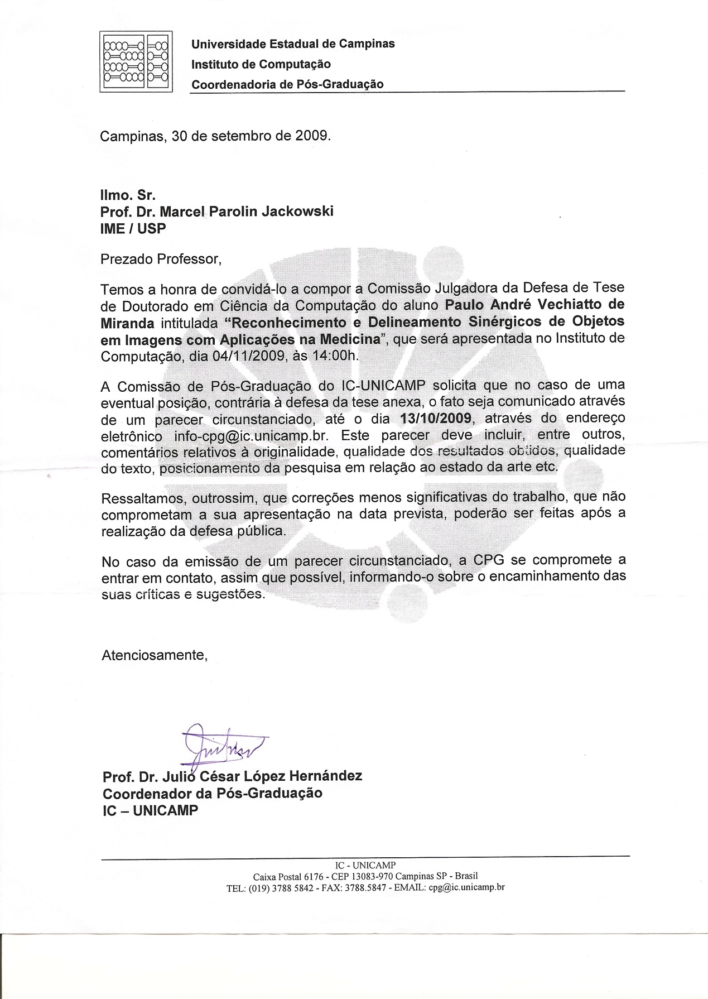 Universidade Estadual de Campinas
Instituto de Computação
Coordenadoria de Pós-Graduação
Campinas, 30 de setembro de 2009.
Ilmo. Sr.
Prof. Dr. Marcel Parolin Jackowski
IME / USP
Prezado Professor,
Temos a honra de convidá-lo a compor a Comissão Julgadora da Defesa de Tese
de Doutorado em Ciência da Computação do aluno Paulo André Vechiatto de
Miranda intitulada “Reconhecimento e Delineamento Sinérgicos de Objetos
em Imagens com Aplicações na Medicina”, que será apresentada no Instituto de
Computação, dia 04/11/2009, às 14:00h.
A Comissão de Pós-Graduação do IC-UNICAMP solicita que no caso de uma
eventual posição, contrária à defesa da tese anexa, o fato seja comunicado através
de um parecer circunstanciado, até o dia 13/10/2009, através do endereço
eletrônico info-cpg@ic.unicamp.br. Este parecer deve incluir, entre outros,
comentários relativos à originalidade, qualidade dos resultados obtidos, qualidade
do texto, posicionamento da pesquisa em relação ao estado da arte etc.
Ressaltamos, outrossim, que correções menos significativas do trabalho, que não
comprometam a sua apresentação na data prevista, poderão ser feitas após a
realização da defesa pública.
No caso da emissão de um parecer circunstanciado, a CPG se compromete a
entrar em contato, assim que possível, informando-o sobre o encaminhamento das
suas críticas e sugestões.
Atenciosamente,
Prof. Dr. Julio César López Hernández
Coordenador da Pós-Graduação
IC – UNICAMP
IC - UNICAMP
Caixa Postal 6176 - CEP 13083-970 Campinas SP - Brasil
TEL: (019) 3788 5842 - FAX: 3788.5847 - EMAIL: cpg@ic.unicamp.br